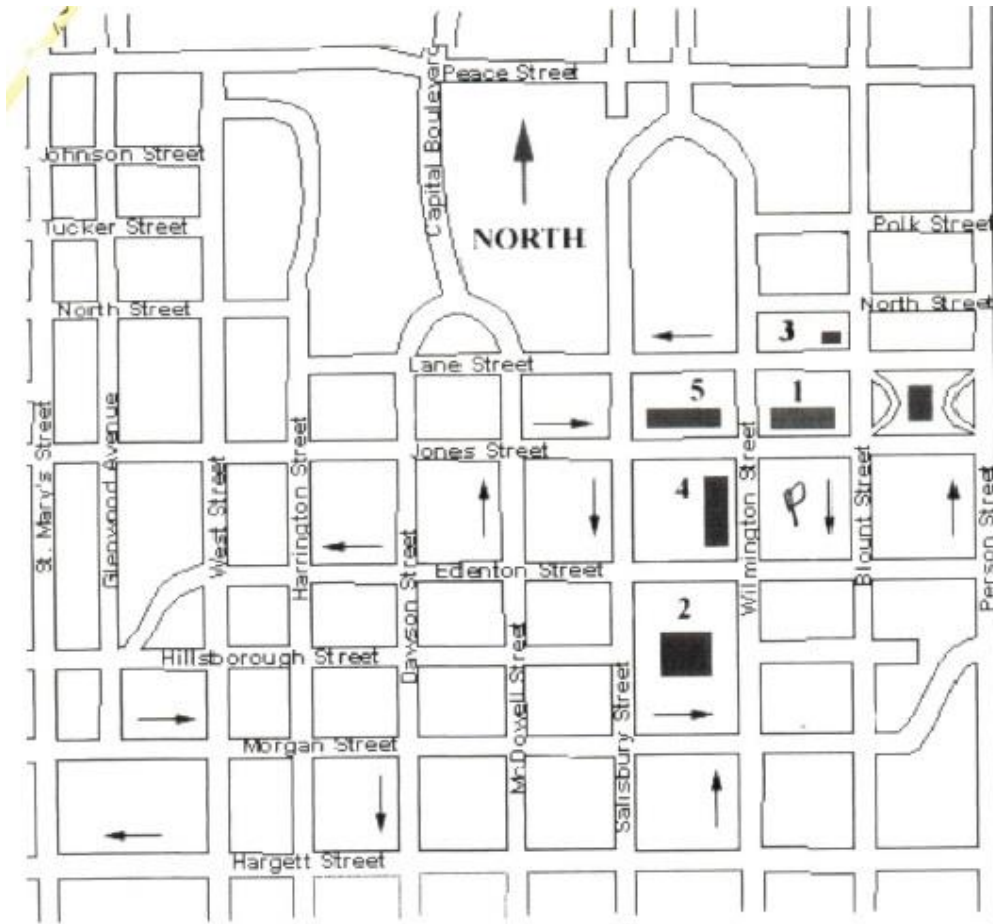 Peace Street
Capital Boulevard
Johnson Street
Tucker Street
Polk Street
NORTH
North Street
North Street
3
Lane Street
5
1
St. Mary's Street
Glenwood Avenue
West Street
Harrington Street
Jones Street
Dawson Street
4
Wilmington Street
P
Blount Street
Person Street
Edenton Street
2
Hillsborough Street
McDowell Street
Salisbury Street
Morgan Street
Hargett Street